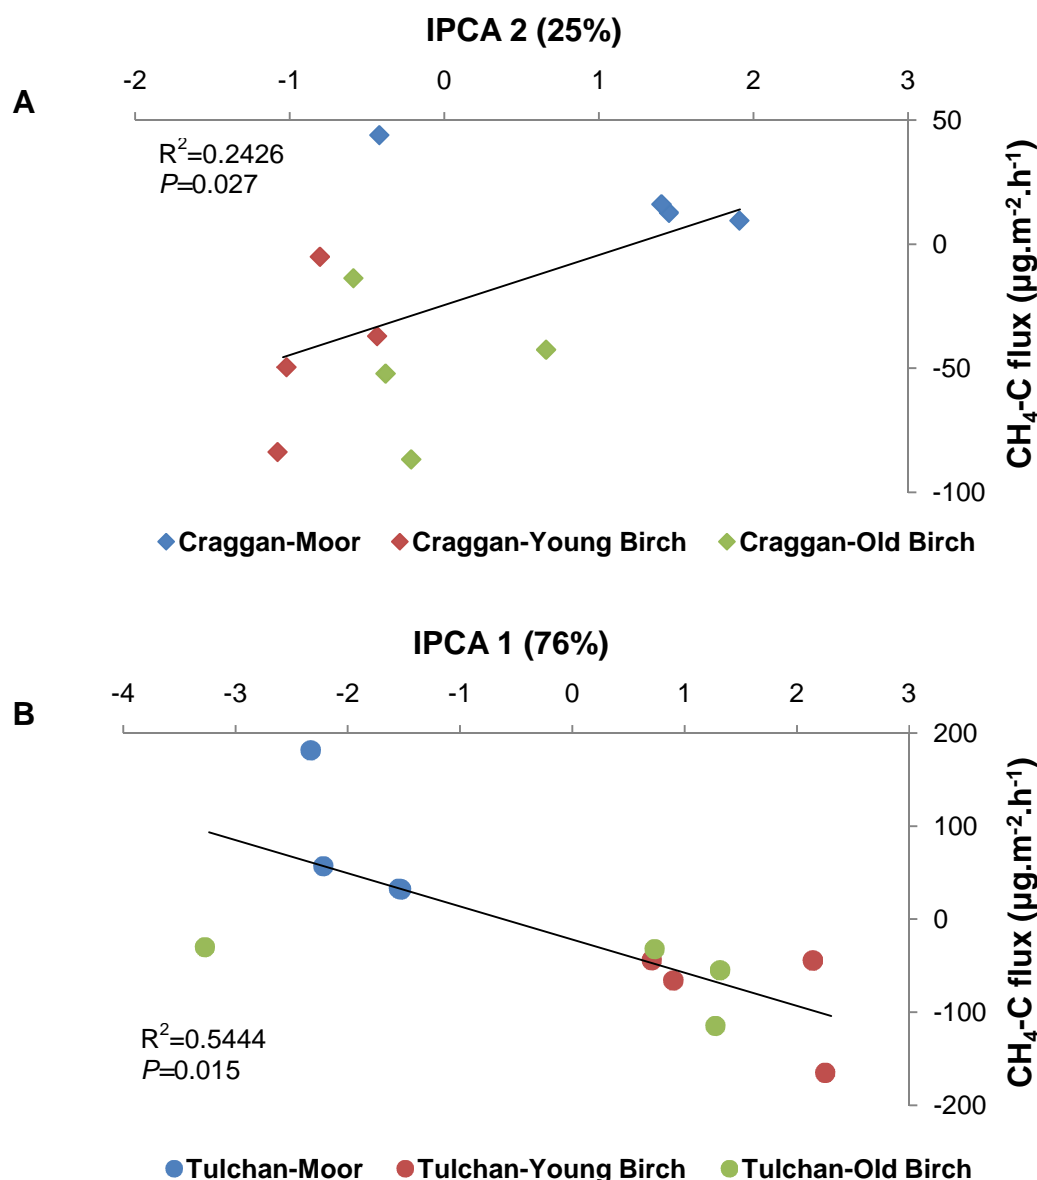 IPCA 2 (25%)
-2 -1 0 1 2 3
A
50
R²=0.2426
P=0.027
0
-50
-100
CH₄-C flux (µg.m⁻².h⁻¹)
Craggan-Moor Craggan-Young Birch Craggan-Old Birch
IPCA 1 (76%)
-4 -3 -2 -1 0 1 2 3
B
200
100
0
-100
-200
R²=0.5444
P=0.015
CH₄-C flux (µg.m⁻².h⁻¹)
Tulchan-Moor Tulchan-Young Birch Tulchan-Old Birch